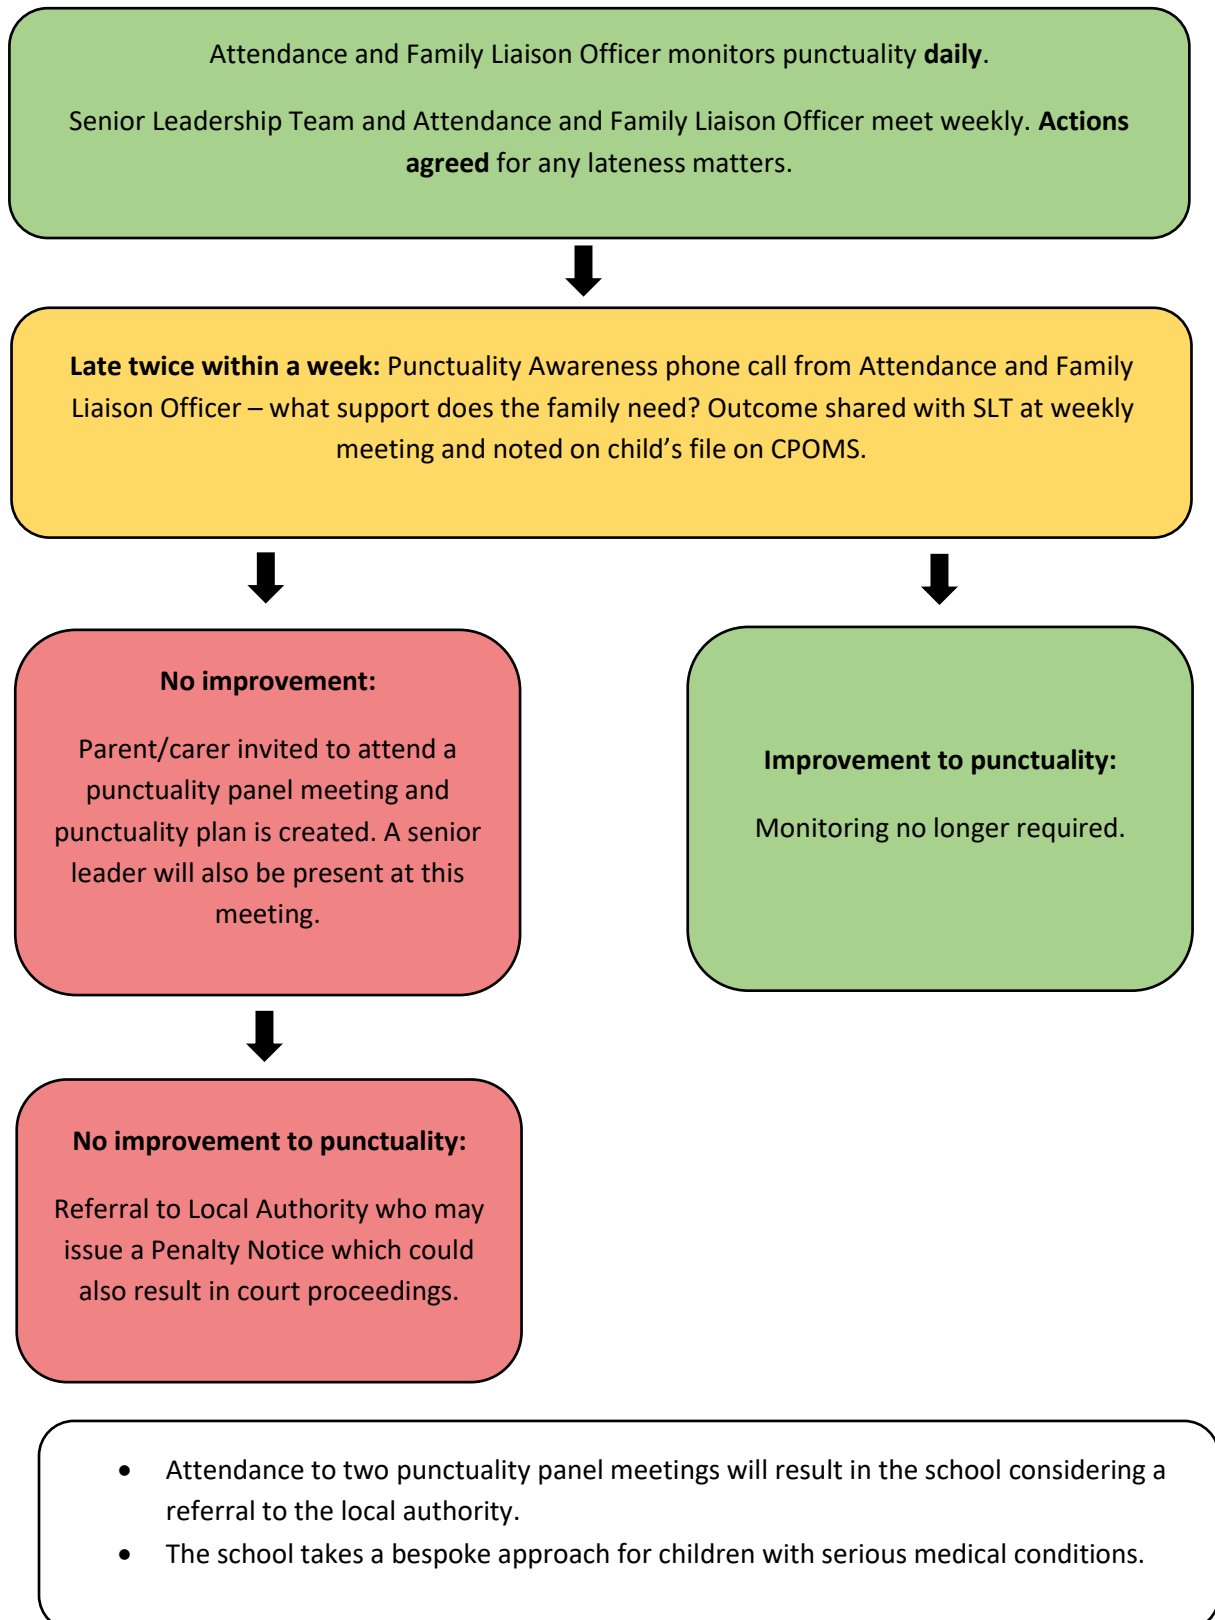 Attendance and Family Liaison Officer monitors punctuality daily.
Senior Leadership Team and Attendance and Family Liaison Officer meet weekly. Actions
agreed for any lateness matters.
Late twice within a week: Punctuality Awareness phone call from Attendance and Family
Liaison Officer – what support does the family need? Outcome shared with SLT at weekly
meeting and noted on child’s file on CPOMS.
No improvement:
Parent/carer invited to attend a
punctuality panel meeting and
punctuality plan is created. A senior
leader will also be present at this
meeting.
Improvement to punctuality:
Monitoring no longer required.
No improvement to punctuality:
Referral to Local Authority who may
issue a Penalty Notice which could
also result in court proceedings.
• Attendance to two punctuality panel meetings will result in the school considering a
referral to the local authority.
• The school takes a bespoke approach for children with serious medical conditions.